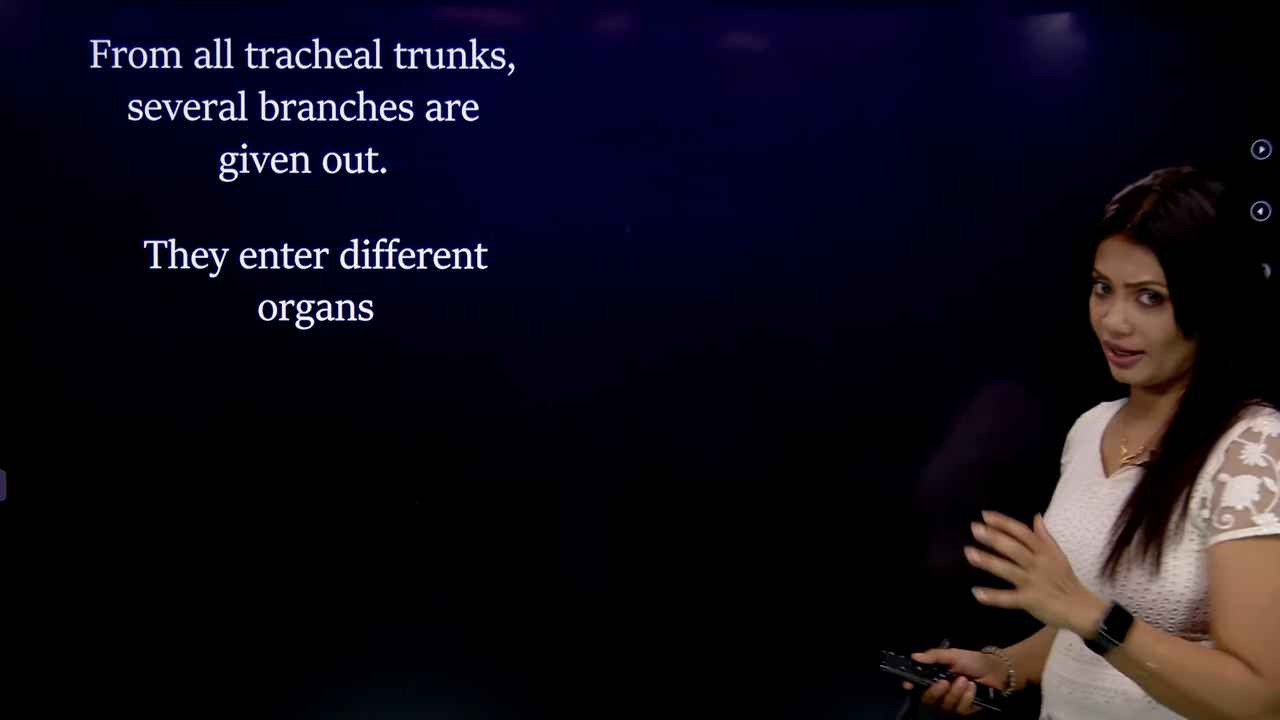 From all tracheal trunks,
several branches are
given out.
They enter different
organs